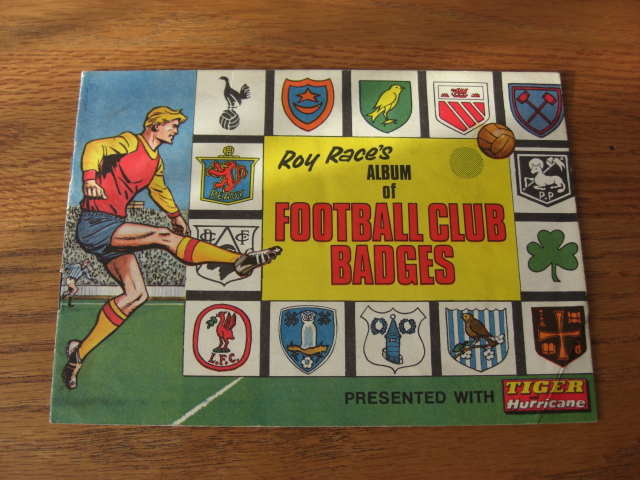 Roy Race's
ALBUM
of
FOOTBALL CLUB
BADGES
P.P
L.F.C.
PRESENTED WITH
TIGER
Hurricane